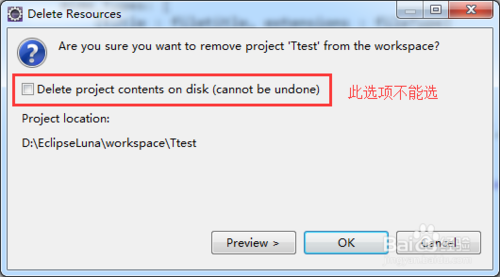 Delete Resources
Are you sure you want to remove project 'Ttest' from the workspace?
Delete project contents on disk (cannot be undone)
此选项不能选
Project location:
D:\EclipseLuna\workspace\Ttest
Preview >
OK
Cancel